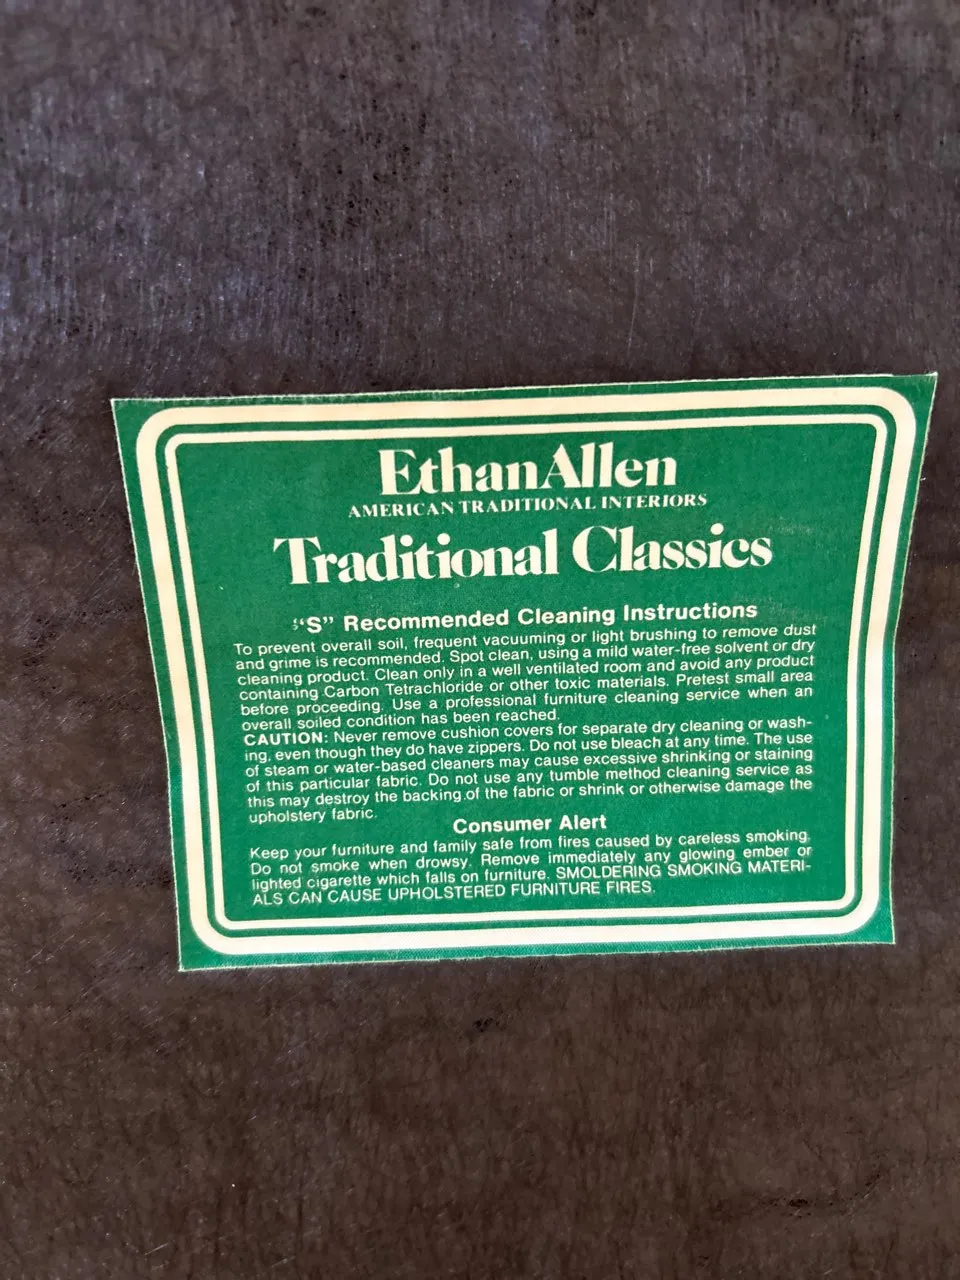 EthanAllen
AMERICAN TRADITIONAL INTERIORS
Traditional Classics
“S” Recommended Cleaning Instructions
To prevent overall soil, frequent vacuuming or light brushing to remove dust
and grime is recommended. Spot clean, using a mild water-free solvent or dry
cleaning product. Clean only in a well ventilated room and avoid any product
containing Carbon Tetrachloride or other toxic materials. Pretest small area
before proceeding. Use a professional furniture cleaning service when an
overall soiled condition has been reached.
CAUTION: Never remove cushion covers for separate dry cleaning or wash-
ing, even though they do have zippers. Do not use bleach at any time. The use
of steam or water-based cleaners may cause excessive shrinking or staining
of this particular fabric. Do not use any tumble method cleaning service as
this may destroy the backing of the fabric or shrink or otherwise damage the
upholstery fabric.
Consumer Alert
Keep your furniture and family safe from fires caused by careless smoking.
Do not smoke when drowsy. Remove immediately any glowing ember or
lighted cigarette which falls on furniture. SMOLDERING SMOKING MATERI-
ALS CAN CAUSE UPHOLSTERED FURNITURE FIRES.